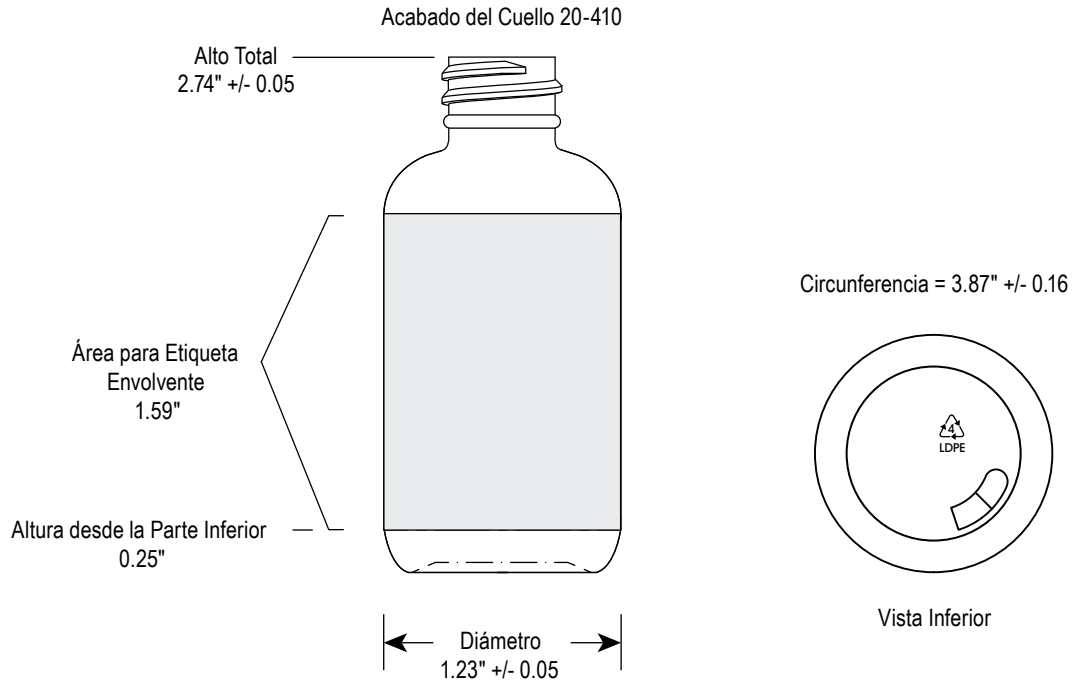 Acabado del Cuello 20-410
Alto Total
2.74" +/- 0.05
Circunferencia = 3.87" +/- 0.16
Área para Etiqueta
Envolvente
1.59"
4
LDPE
Altura desde la Parte Inferior
0.25"
Vista Inferior
Diámetro
1.23" +/- 0.05